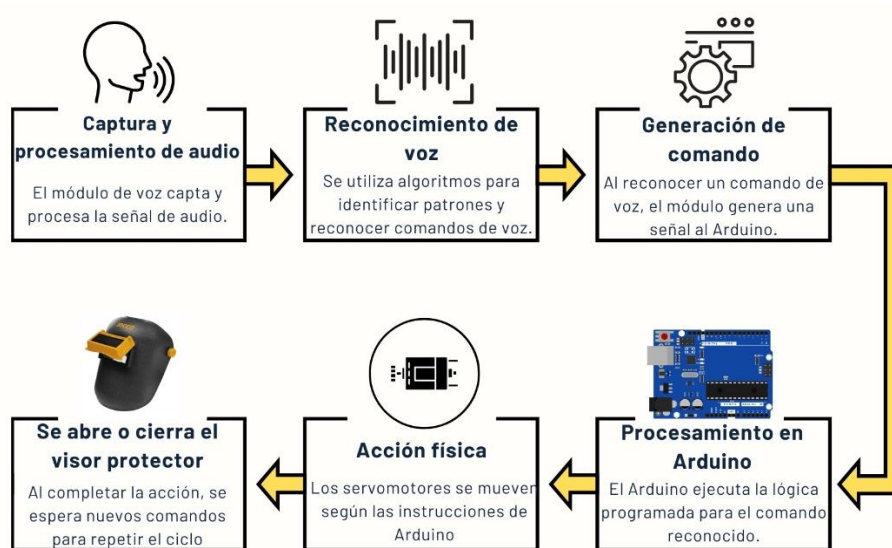 Captura y
procesamiento de audio
El módulo de voz capta y
procesa la señal de audio.
Reconocimiento de
voz
Se utiliza algoritmos para
identificar patrones y
reconocer comandos de voz.
Generación de
comando
Al reconocer un comando de
voz, el módulo genera una
señal al Arduino.
Procesamiento en
Arduino
El Arduino ejecuta la lógica
programada para el comando
reconocido.
Acción física
Los servomotores se mueven
según las instrucciones de
Arduino
Se abre o cierra el
visor protector
Al completar la acción, se
espera nuevos comandos
para repetir el ciclo